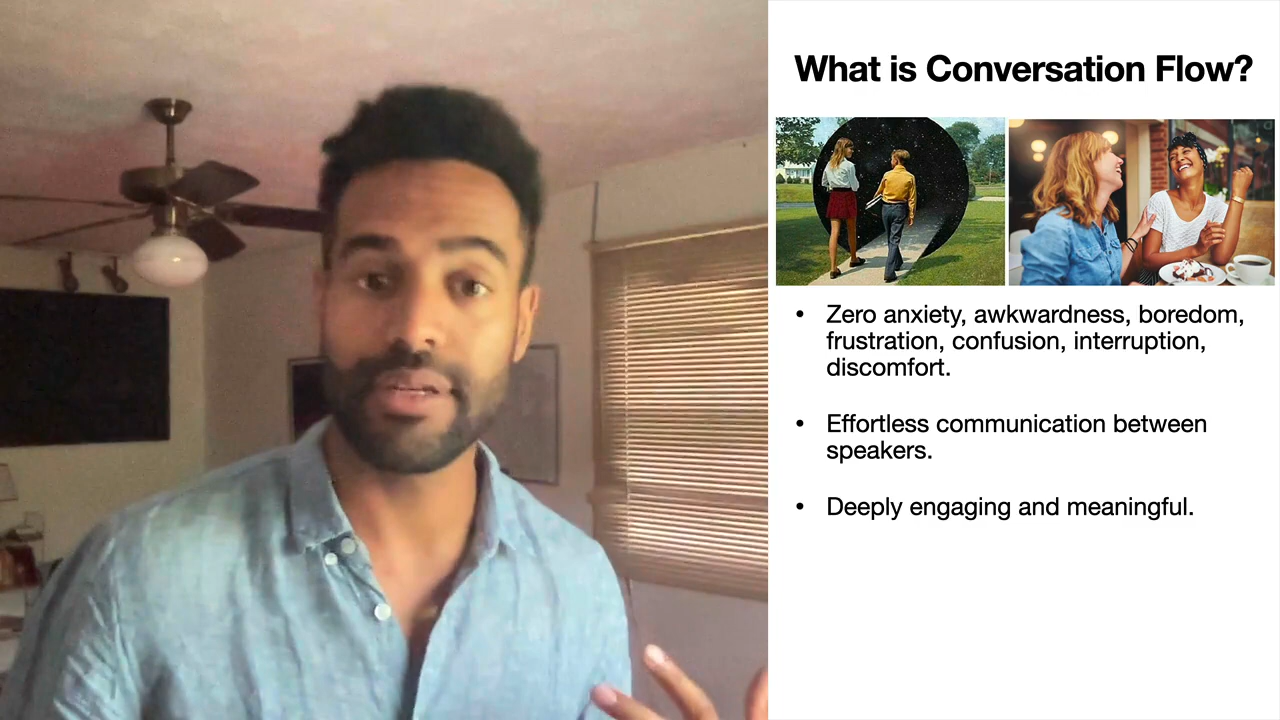 What is Conversation Flow?
• Zero anxiety, awkwardness, boredom,
frustration, confusion, interruption,
discomfort.
• Effortless communication between
speakers.
• Deeply engaging and meaningful.